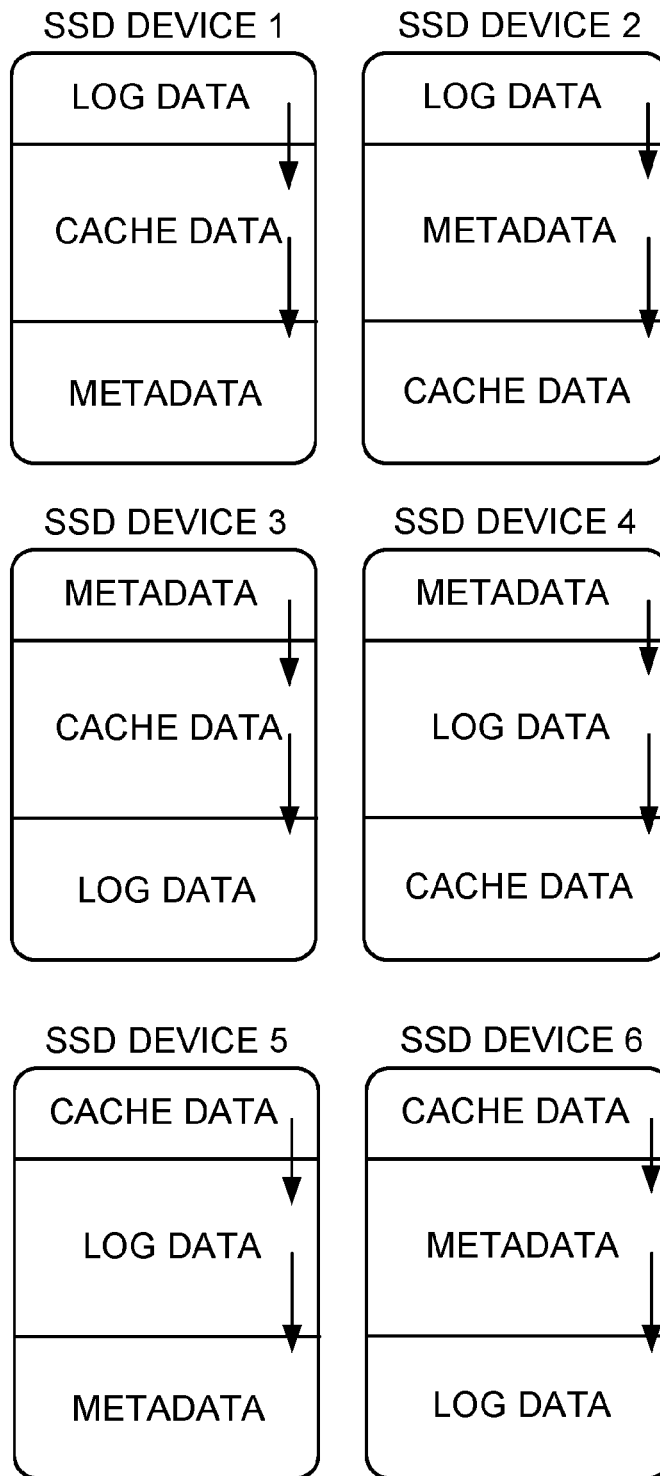 SSD DEVICE 1
LOG DATA
CACHE DATA
METADATA
SSD DEVICE 2
LOG DATA
METADATA
CACHE DATA
SSD DEVICE 3
METADATA
CACHE DATA
LOG DATA
SSD DEVICE 4
METADATA
LOG DATA
CACHE DATA
SSD DEVICE 5
CACHE DATA
LOG DATA
METADATA
SSD DEVICE 6
CACHE DATA
METADATA
LOG DATA